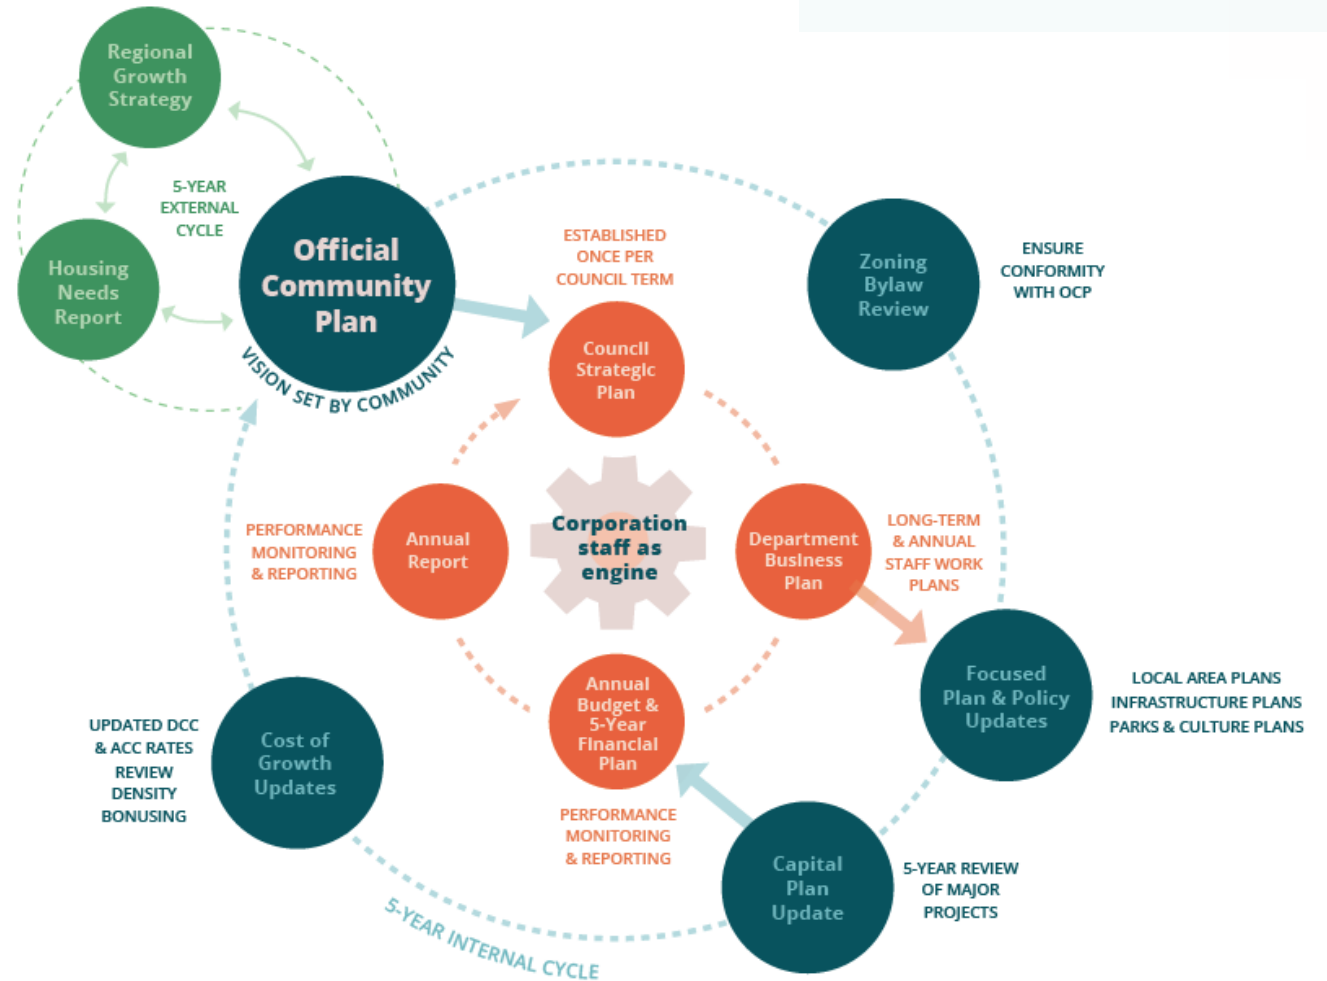 Regional
Growth
Strategy
5-YEAR
EXTERNAL
CYCLE
Housing
Needs
Report
Official
Community
Plan
VISION SET BY COMMUNITY
ESTABLISHED
ONCE PER
COUNCIL TERM
Council
Strategic
Plan
Zoning
Bylaw
Review
ENSURE
CONFORMITY
WITH OCP
PERFORMANCE
MONITORING
& REPORTING
Annual
Report
Corporation
staff as
engine
Department
Business
Plan
LONG-TERM
& ANNUAL
STAFF WORK
PLANS
Focused
Plan & Policy
Updates
LOCAL AREA PLANS
INFRASTRUCTURE PLANS
PARKS & CULTURE PLANS
Annual
Budget &
5-Year
Financial
Plan
PERFORMANCE
MONITORING
& REPORTING
UPDATED DCC
& ACC RATES
REVIEW
DENSITY
BONUSING
Cost of
Growth
Updates
Capital
Plan
Update
5-YEAR REVIEW
OF MAJOR
PROJECTS
5-YEAR INTERNAL CYCLE